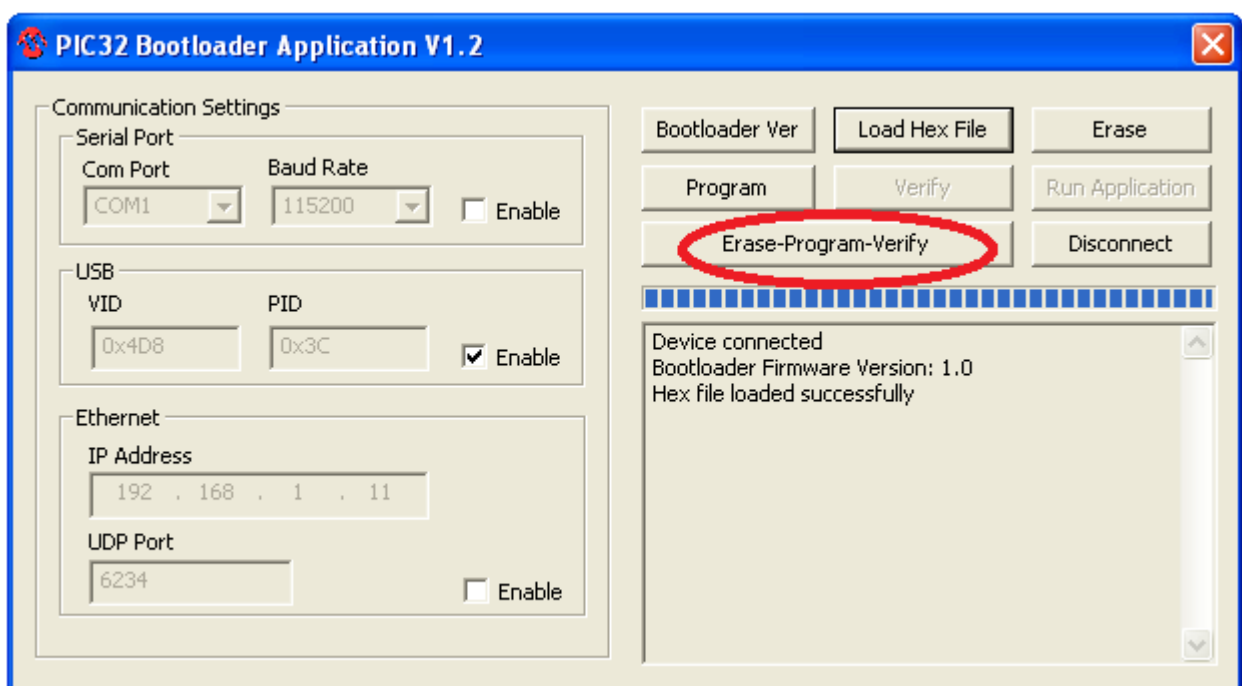 PIC32 Bootloader Application V1.2
Communication Settings
Serial Port
Com Port Baud Rate
COM1 115200 Enable
USB
VID PID
0x4D8 0x3C Enable
Ethernet
IP Address
192 . 168 . 1 . 11
UDP Port
6234 Enable
Bootloader Ver Load Hex File Erase
Program Verify Run Application
Erase-Program-Verify Disconnect
Device connected
Bootloader Firmware Version: 1.0
Hex file loaded successfully